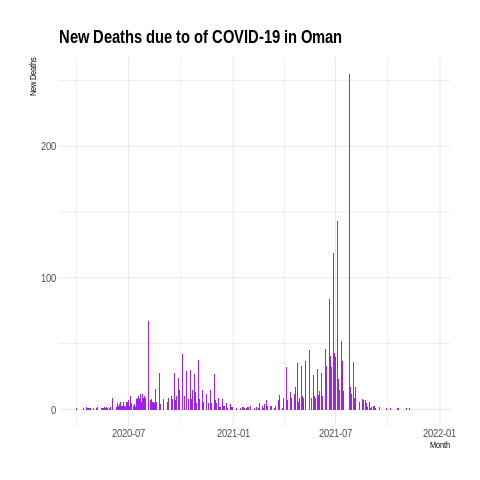 New Deaths due to of COVID-19 in Oman
New Deaths
200
100
0
2020-07 2021-01 2021-07 2022-01
Month